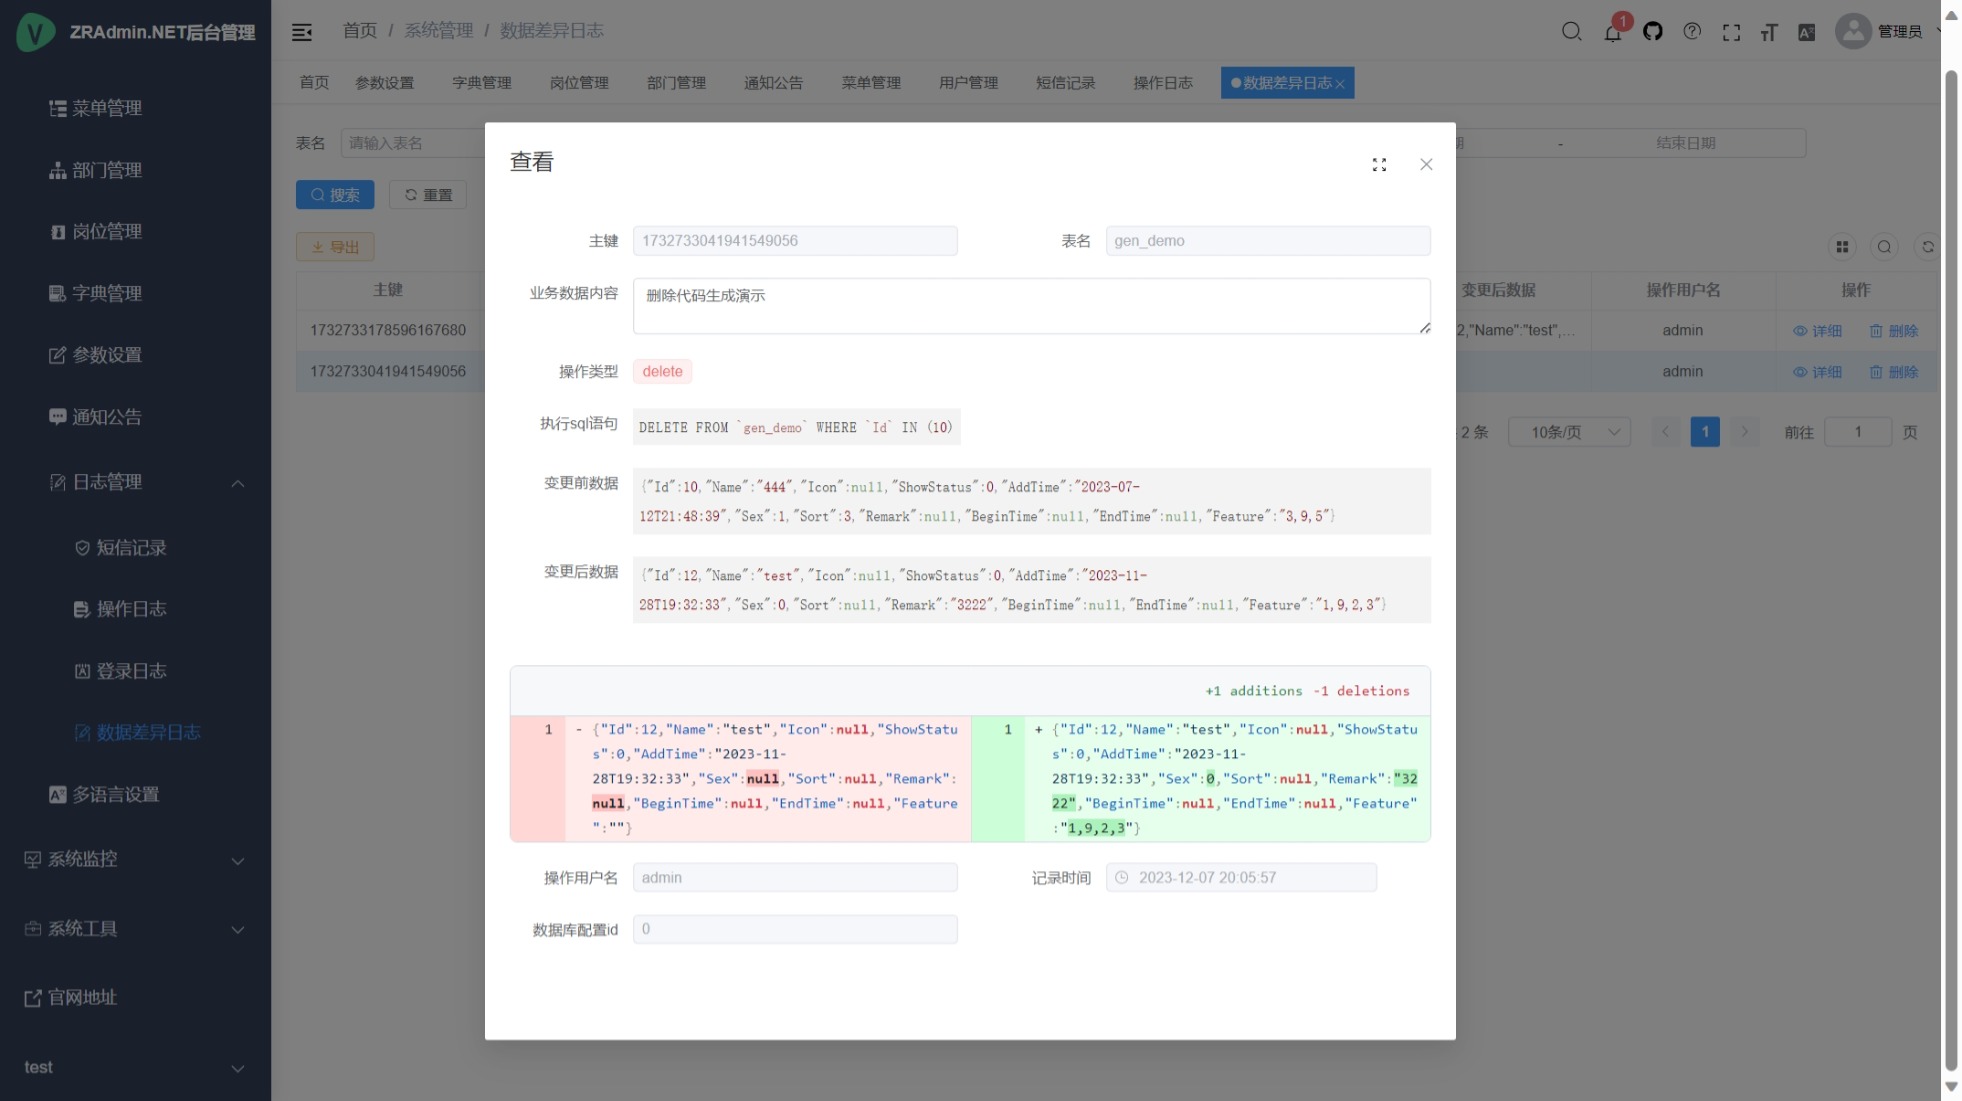 ZRAdmin.NET后台管理
首页 / 系统管理 / 数据差异日志
1
管理员
首页 参数设置 字典管理 岗位管理 部门管理 通知公告 菜单管理 用户管理 短信记录 操作日志 数据差异日志
菜单管理
部门管理
岗位管理
字典管理
参数设置
通知公告
日志管理
短信记录
操作日志
登录日志
数据差异日志
多语言设置
系统监控
系统工具
官网地址
test
表名 请输入表名
期 - 结束日期
搜索 重置
导出
主键 变更后数据 操作用户名 操作
1732733178596167680 2,"Name":"test",... admin 详细 删除
1732733041941549056 admin 详细 删除
2 条 10条/页 1 前往 1 页
查看
主键 1732733041941549056 表名 gen_demo
业务数据内容 删除代码生成演示
操作类型 delete
执行sql语句 DELETE FROM `gen_demo` WHERE `Id` IN (10)
变更前数据 {"Id":10,"Name":"444","Icon":null,"ShowStatus":0,"AddTime":"2023-07-
12T21:48:39","Sex":1,"Sort":3,"Remark":null,"BeginTime":null,"EndTime":null,"Feature":"3,9,5"}
变更后数据 {"Id":12,"Name":"test","Icon":null,"ShowStatus":0,"AddTime":"2023-11-
28T19:32:33","Sex":0,"Sort":null,"Remark":"3222","BeginTime":null,"EndTime":null,"Feature":"1,9,2,3"}
+1 additions -1 deletions
1 - {"Id":12,"Name":"test","Icon":null,"ShowStatu
s":0,"AddTime":"2023-11-
28T19:32:33","Sex":null,"Sort":null,"Remark":
null,"BeginTime":null,"EndTime":null,"Feature
":""}
1 + {"Id":12,"Name":"test","Icon":null,"ShowStatu
s":0,"AddTime":"2023-11-
28T19:32:33","Sex":0,"Sort":null,"Remark":"32
22","BeginTime":null,"EndTime":null,"Feature"
:"1,9,2,3"}
操作用户名 admin 记录时间 2023-12-07 20:05:57
数据库配置id 0